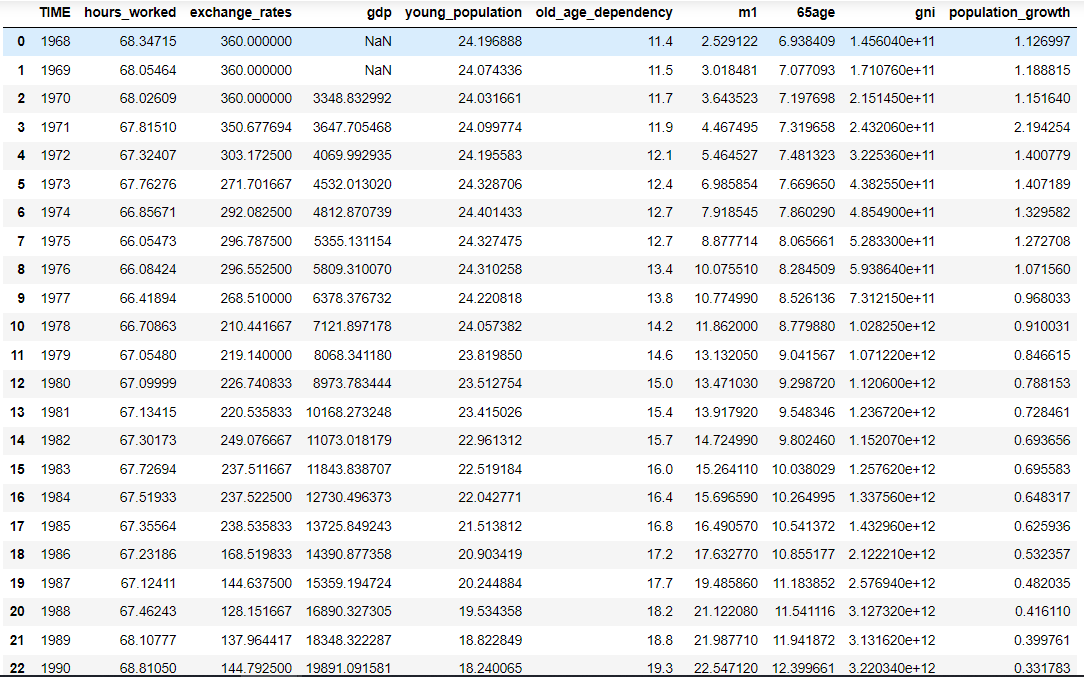 TIME hours_worked exchange_rates gdp young_population old_age_dependency m1 65age gni population_growth
0 1968 68.34715 360.000000 NaN 24.196888 11.4 2.529122 6.938409 1.456040e+11 1.126997
1 1969 68.05464 360.000000 NaN 24.074336 11.5 3.018481 7.077093 1.710760e+11 1.188815
2 1970 68.02609 360.000000 3348.832992 24.031661 11.7 3.643523 7.197698 2.151450e+11 1.151640
3 1971 67.81510 350.677694 3647.705468 24.099774 11.9 4.467495 7.319658 2.432060e+11 2.194254
4 1972 67.32407 303.172500 4069.992935 24.195583 12.1 5.464527 7.481323 3.225360e+11 1.400779
5 1973 67.76276 271.701667 4532.013020 24.328706 12.4 6.985854 7.669650 4.382550e+11 1.407189
6 1974 66.85671 292.082500 4812.870739 24.401433 12.7 7.918545 7.860290 4.854900e+11 1.329582
7 1975 66.05473 296.787500 5355.131154 24.327475 12.7 8.877714 8.065661 5.283300e+11 1.272708
8 1976 66.08424 296.552500 5809.310070 24.310258 13.4 10.075510 8.284509 5.938640e+11 1.071560
9 1977 66.41894 268.510000 6378.376732 24.220818 13.8 10.774990 8.526136 7.312150e+11 0.968033
10 1978 66.70863 210.441667 7121.897178 24.057382 14.2 11.862000 8.779880 1.028250e+12 0.910031
11 1979 67.05480 219.140000 8068.341180 23.819850 14.6 13.132050 9.041567 1.071220e+12 0.846615
12 1980 67.09999 226.740833 8973.783444 23.512754 15.0 13.471030 9.298720 1.120600e+12 0.788153
13 1981 67.13415 220.535833 10168.273248 23.415026 15.4 13.917920 9.548346 1.236720e+12 0.728461
14 1982 67.30173 249.076667 11073.018179 22.961312 15.7 14.724990 9.802460 1.152070e+12 0.693656
15 1983 67.72694 237.511667 11843.838707 22.519184 16.0 15.264110 10.038029 1.257620e+12 0.695583
16 1984 67.51933 237.522500 12730.496373 22.042771 16.4 15.696590 10.264995 1.337560e+12 0.648317
17 1985 67.35564 238.535833 13725.849243 21.513812 16.8 16.490570 10.541372 1.432960e+12 0.625936
18 1986 67.23186 168.519833 14390.877358 20.903419 17.2 17.632770 10.855177 2.122210e+12 0.532357
19 1987 67.12411 144.637500 15359.194724 20.244884 17.7 19.485860 11.183852 2.576940e+12 0.482035
20 1988 67.46243 128.151667 16890.327305 19.534358 18.2 21.122080 11.541116 3.127320e+12 0.416110
21 1989 68.10777 137.964417 18348.322287 18.822849 18.8 21.987710 11.941872 3.131620e+12 0.399761
22 1990 68.81050 144.792500 19891.091581 18.240065 19.3 22.547120 12.399661 3.220340e+12 0.331783